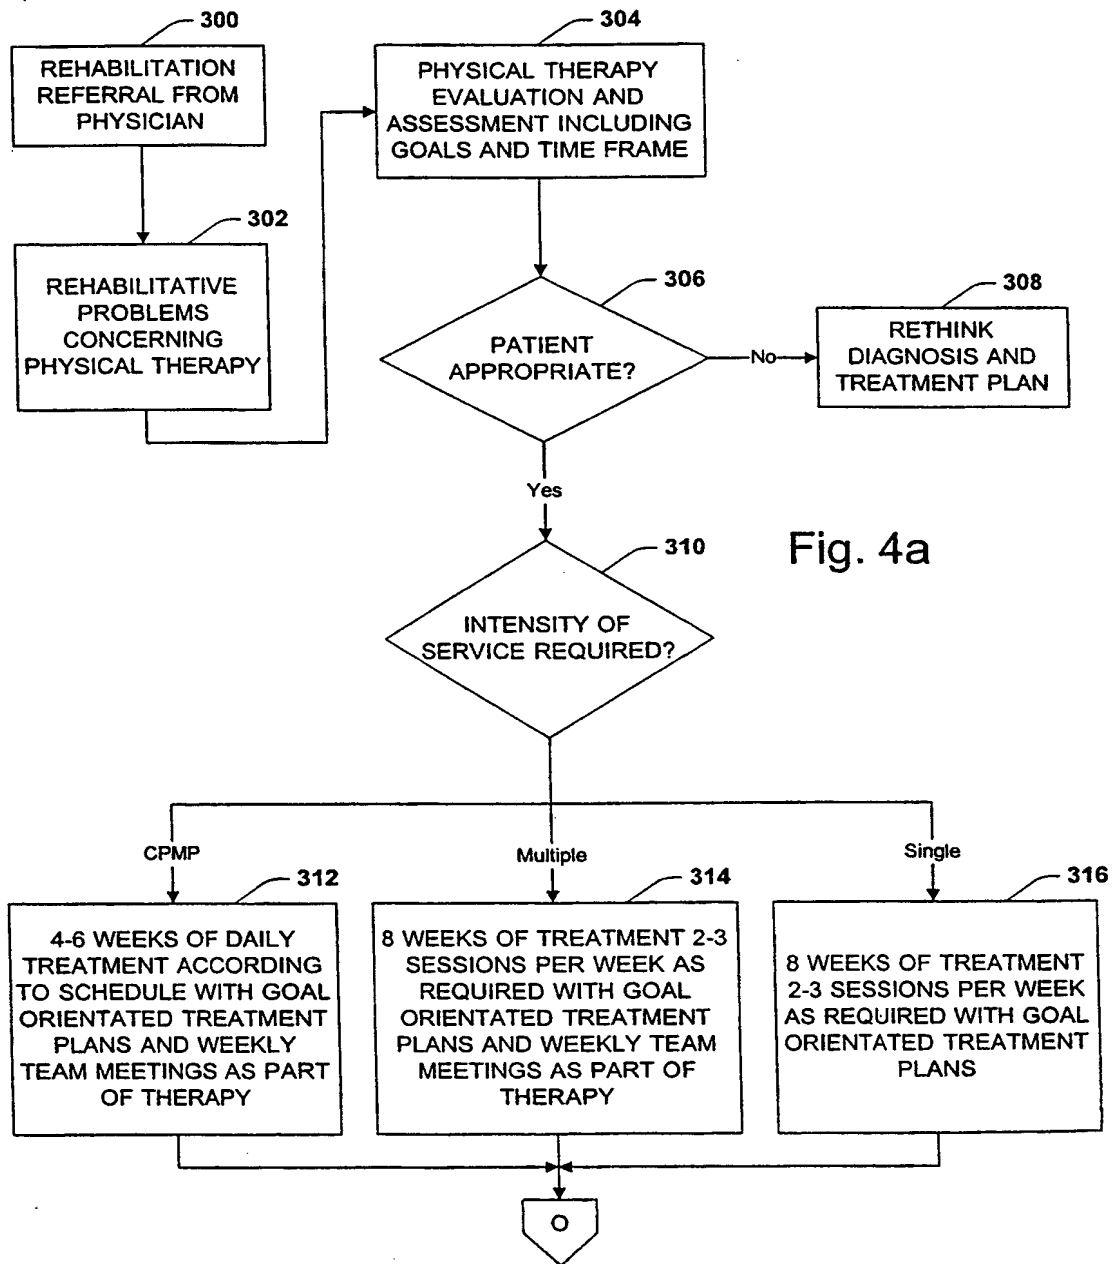 300
REHABILITATION
REFERRAL FROM
PHYSICIAN
302
REHABILITATIVE
PROBLEMS
CONCERNING
PHYSICAL THERAPY
304
PHYSICAL THERAPY
EVALUATION AND
ASSESSMENT INCLUDING
GOALS AND TIME FRAME
306
PATIENT
APPROPRIATE?
No
308
RETHINK
DIAGNOSIS AND
TREATMENT PLAN
Yes
310
INTENSITY OF
SERVICE REQUIRED?
Fig. 4a
CPMP
312
4-6 WEEKS OF DAILY
TREATMENT ACCORDING
TO SCHEDULE WITH GOAL
ORIENTATED TREATMENT
PLANS AND WEEKLY
TEAM MEETINGS AS PART
OF THERAPY
Multiple
314
8 WEEKS OF TREATMENT 2-3
SESSIONS PER WEEK AS
REQUIRED WITH GOAL
ORIENTATED TREATMENT
PLANS AND WEEKLY TEAM
MEETINGS AS PART OF
THERAPY
Single
316
8 WEEKS OF TREATMENT
2-3 SESSIONS PER WEEK
AS REQUIRED WITH GOAL
ORIENTATED TREATMENT
PLANS
O